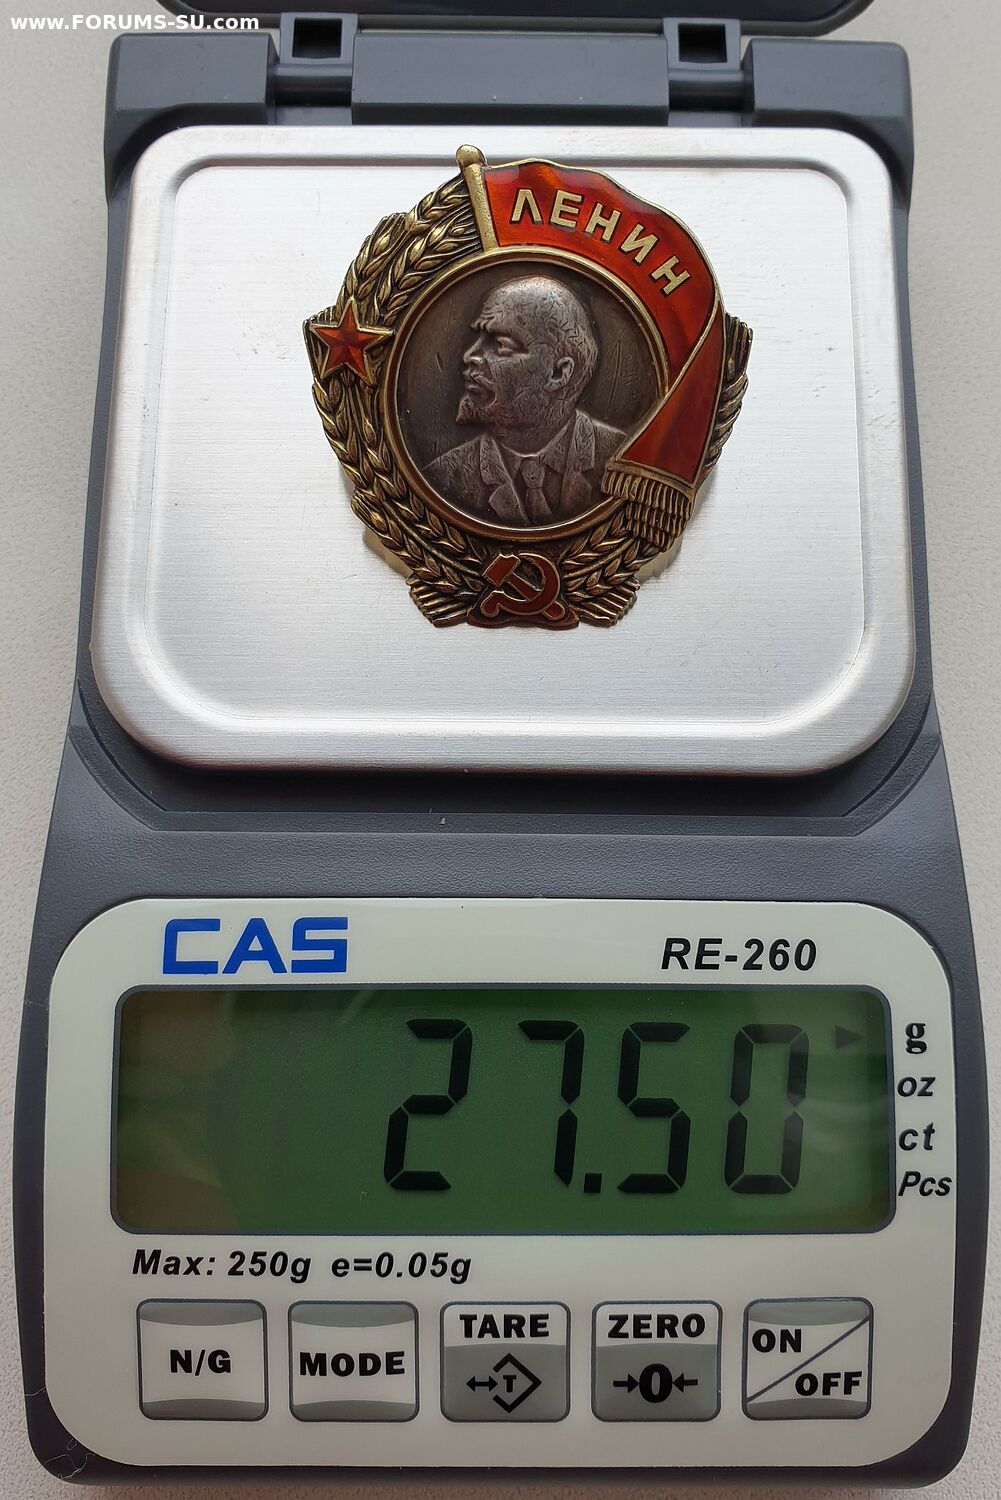 www.FORUMS-SU.com
ЛЕНИН
CAS
RE-260
27.50
g
oz
ct
Pcs
Max: 250g e=0.05g
N/G
MODE
TARE
T
ZERO
0
ON
OFF